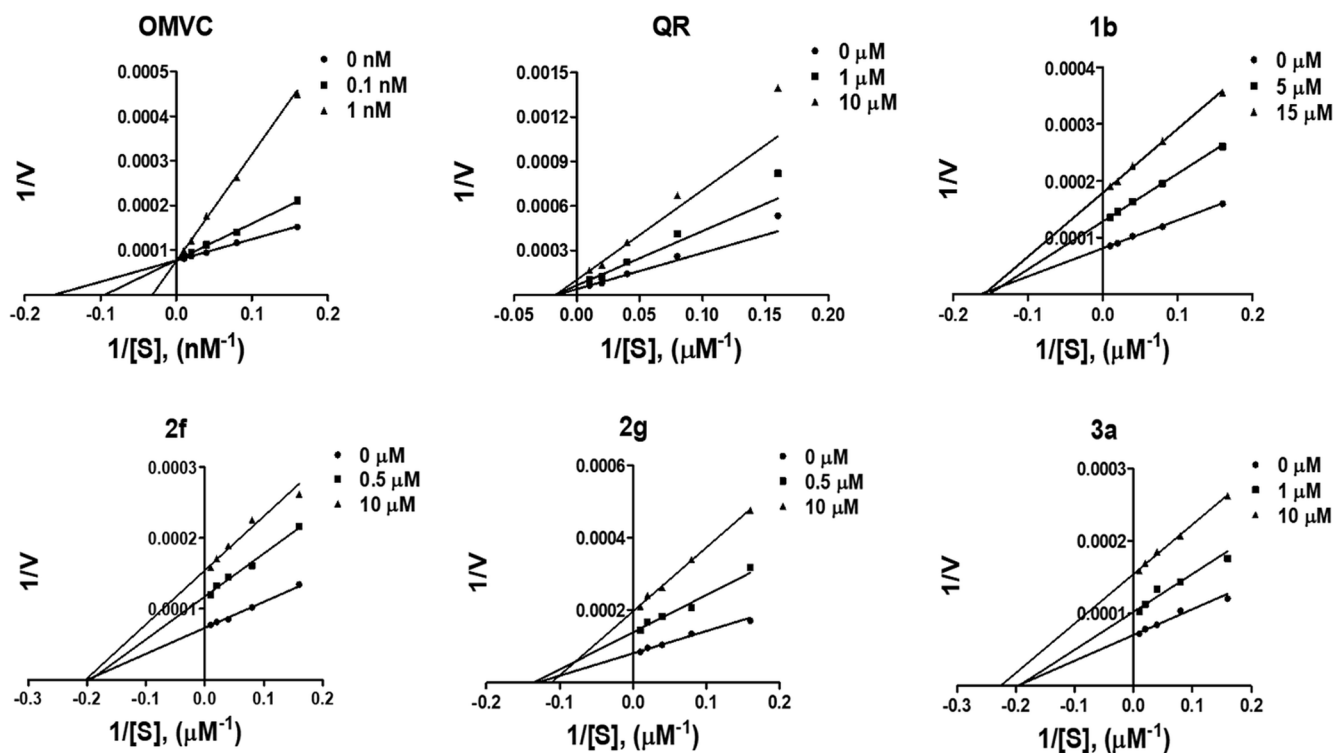 OMVC
0 nM
0.1 nM
1 nM
0.0005
0.0004
0.0003
0.0002
0.0001
1/V
-0.2 -0.1 0.0 0.1 0.2
1/[S], (nM⁻¹)
QR
0 μM
1 μM
10 μM
0.0015
0.0012
0.0009
0.0006
0.0003
1/V
-0.05 0.00 0.05 0.10 0.15 0.20
1/[S], (μM⁻¹)
1b
0 μM
5 μM
15 μM
0.0004
0.0003
0.0002
0.0001
1/V
-0.2 -0.1 0.0 0.1 0.2
1/[S], (μM⁻¹)
2f
0 μM
0.5 μM
10 μM
0.0003
0.0002
0.0001
1/V
-0.3 -0.2 -0.1 0.0 0.1 0.2
1/[S], (μM⁻¹)
2g
0 μM
0.5 μM
10 μM
0.0006
0.0004
0.0002
1/V
-0.2 -0.1 0.0 0.1 0.2
1/[S], (μM⁻¹)
3a
0 μM
1 μM
10 μM
0.0003
0.0002
0.0001
1/V
-0.3 -0.2 -0.1 0.0 0.1 0.2
1/[S], (μM⁻¹)